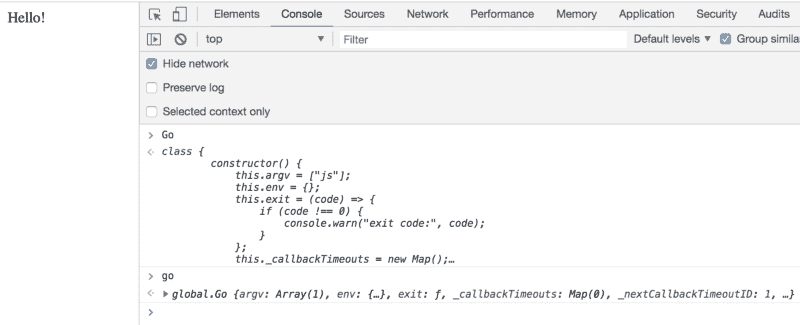 Hello!
Elements Console Sources Network Performance Memory Application Security Audits
top Filter Default levels Group simila
Hide network
Preserve log
Selected context only
> Go
< class {
constructor() {
this.argv = ["js"];
this.env = {};
this.exit = (code) => {
if (code !== 0) {
console.warn("exit code:", code);
}
};
this._callbackTimeouts = new Map();…
> go
< global.Go {argv: Array(1), env: {…}, exit: ƒ, _callbackTimeouts: Map(0), _nextCallbackTimeoutID: 1, …}
>